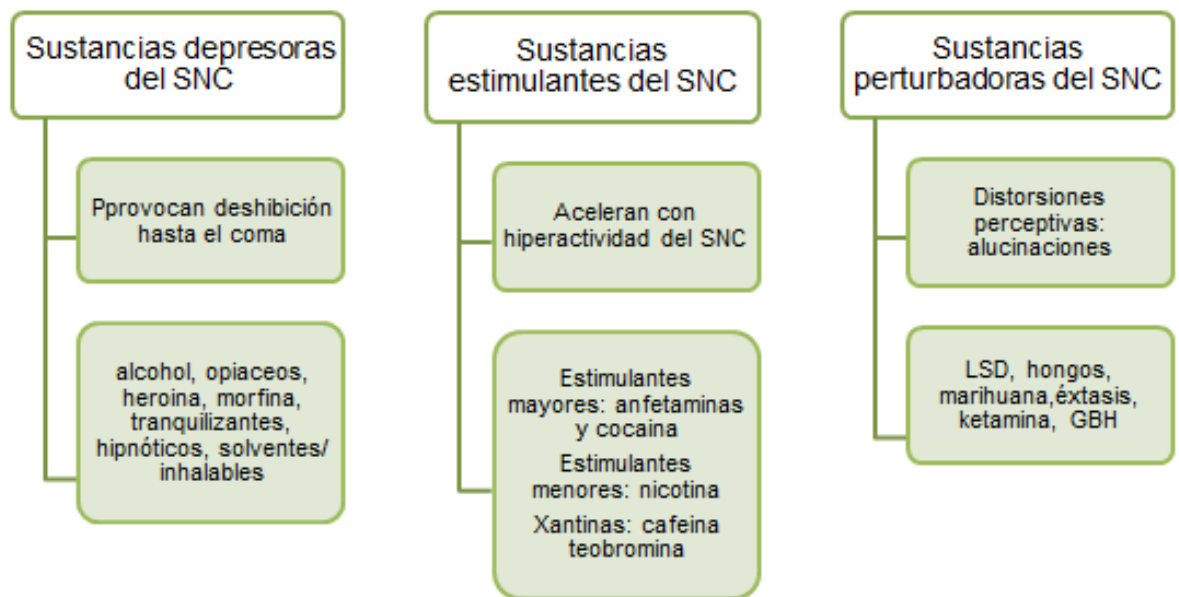 Sustancias depresoras
del SNC
Pprovocan deshibición
hasta el coma
alcohol, opiaceos,
heroina, morfina,
tranquilizantes,
hipnóticos, solventes/
inhalables
Sustancias
estimulantes del SNC
Aceleran con
hiperactividad del SNC
Estimulantes
mayores: anfetaminas
y cocaina
Estimulantes
menores: nicotina
Xantinas: cafeina
teobromina
Sustancias
perturbadoras del SNC
Distorsiones
perceptivas:
alucinaciones
LSD, hongos,
marihuana,éxtasis,
ketamina, GBH